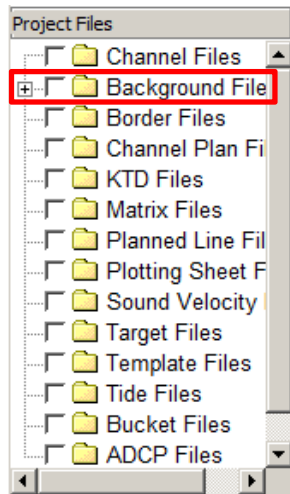 Project Files
Channel Files
Background File
Border Files
Channel Plan Fi
KTD Files
Matrix Files
Planned Line Fil
Plotting Sheet F
Sound Velocity
Target Files
Template Files
Tide Files
Bucket Files
ADCP Files